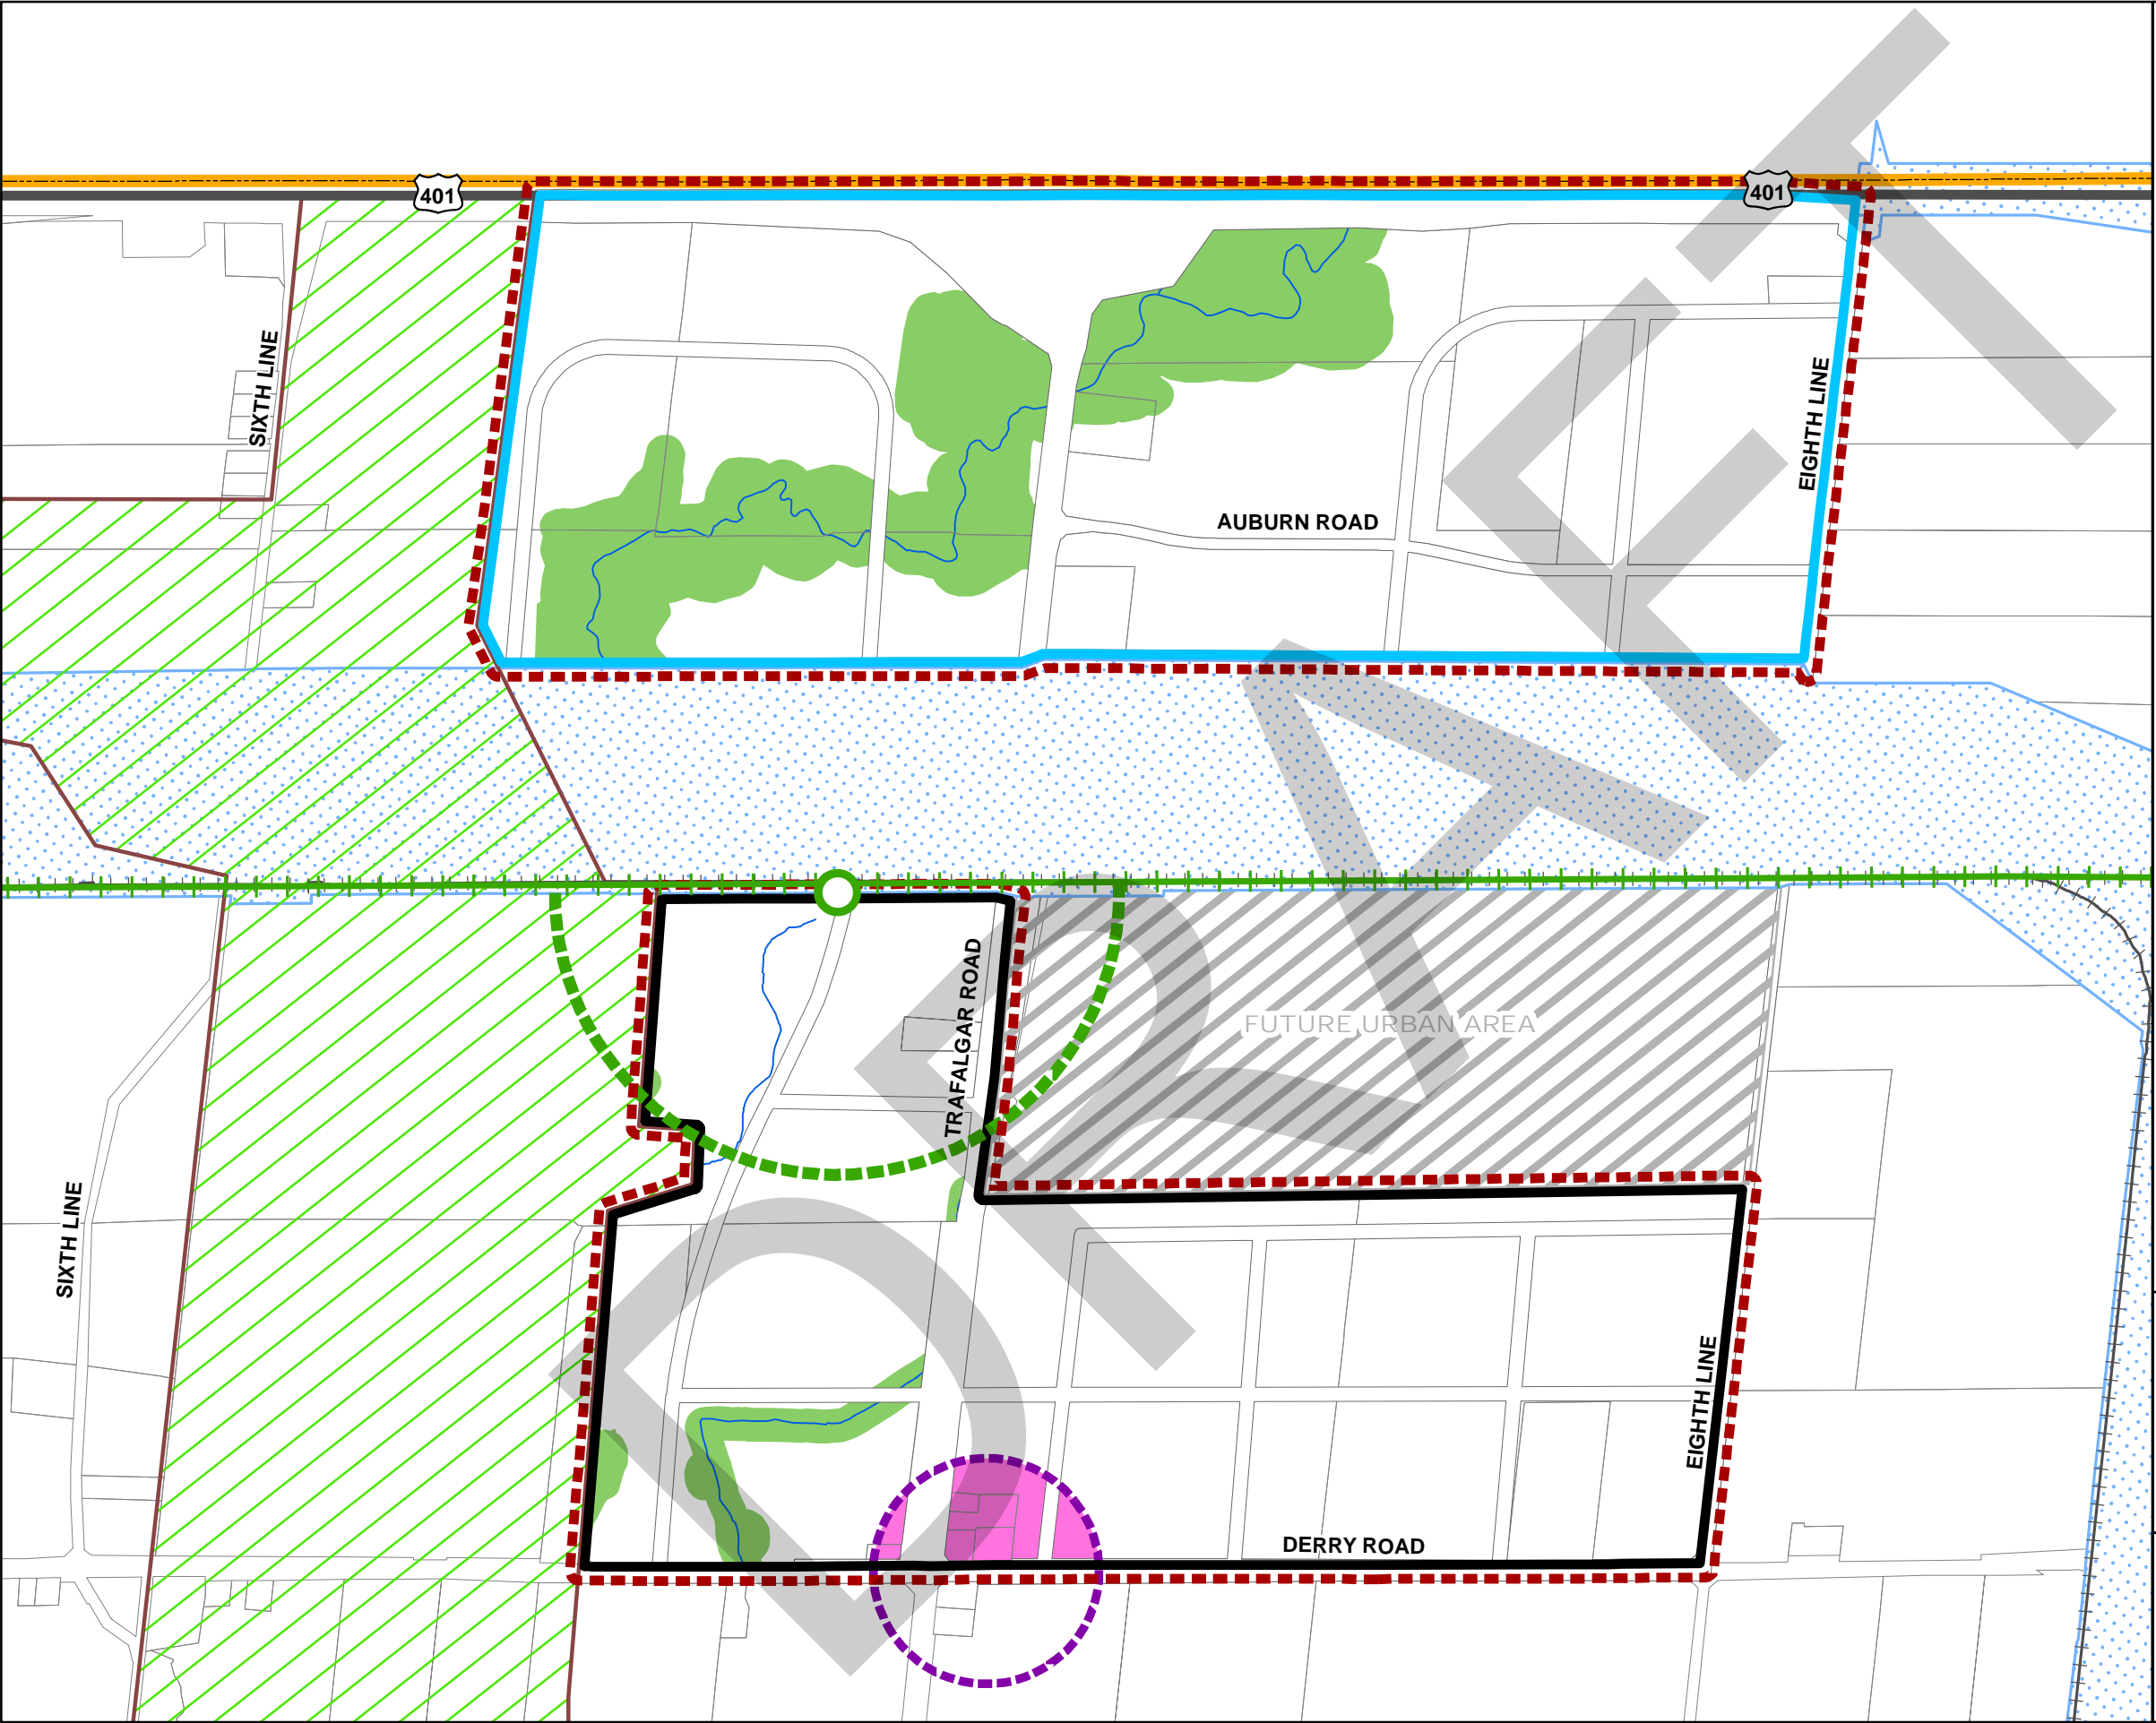 401
401
SIXTH LINE
EIGHTH LINE
AUBURN ROAD
TRAFALGAR ROAD
FUTURE URBAN AREA
SIXTH LINE
EIGHTH LINE
DERRY ROAD
DRAFT